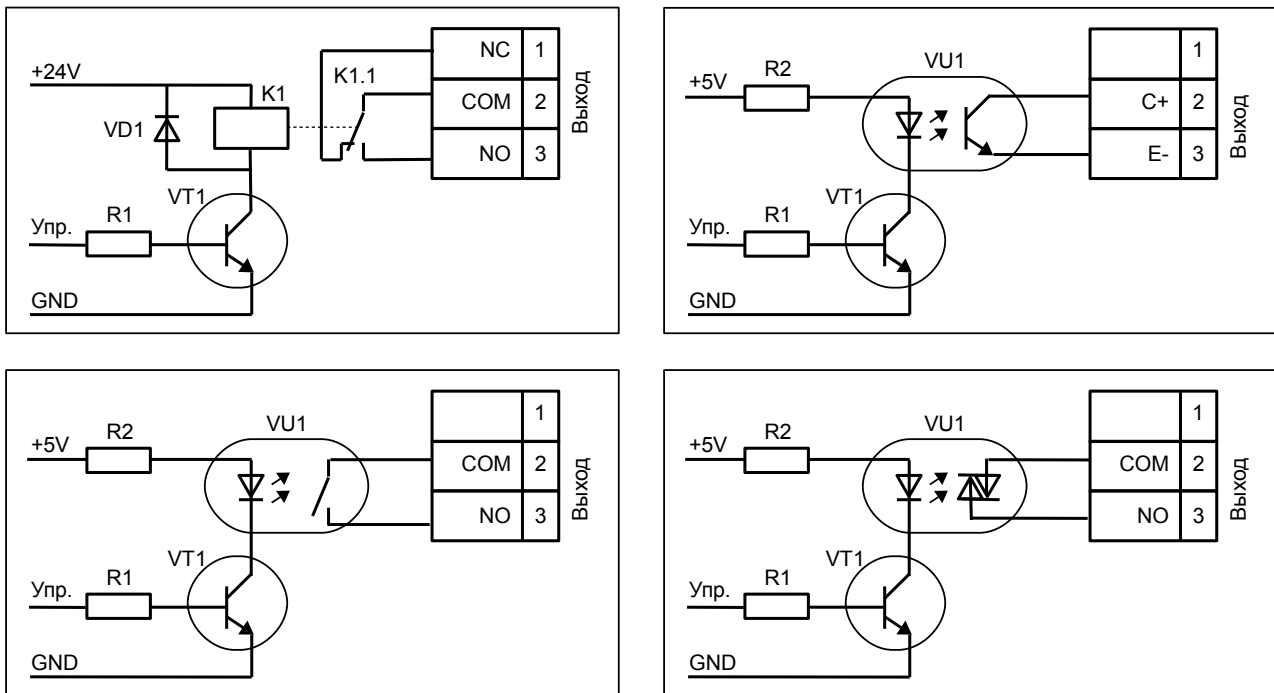 +24V
VD1
K1
K1.1
NC 1
COM 2
NO 3
Выход
VT1
Упр.
R1
GND
+5V
R2
VU1
1
C+ 2
E- 3
Выход
VT1
Упр.
R1
GND
+5V
R2
VU1
1
COM 2
NO 3
Выход
VT1
Упр.
R1
GND
+5V
R2
VU1
1
COM 2
NO 3
Выход
VT1
Упр.
R1
GND